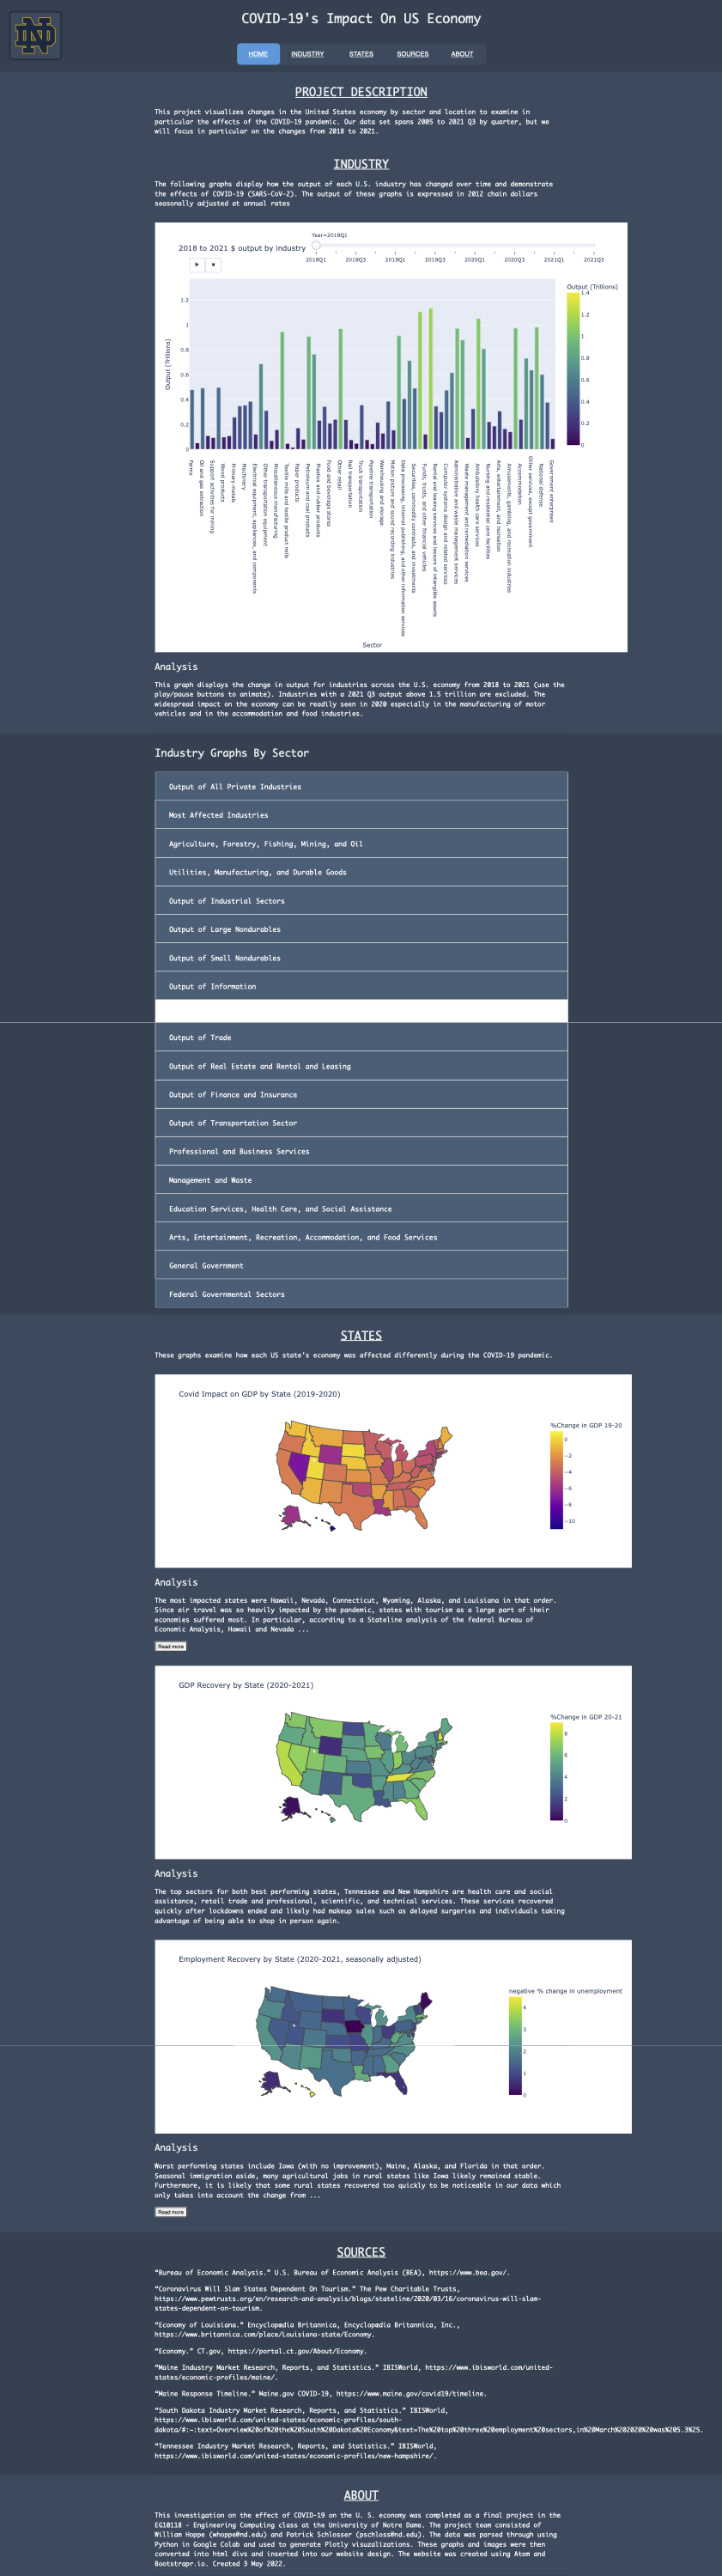 COVID-19's Impact On US Economy
HOME INDUSTRY STATES SOURCES ABOUT
PROJECT DESCRIPTION
This project visualizes changes in the United States economy by sector and location to examine in
particular the effects of the COVID-19 pandemic. Our data set spans 2005 to 2021 Q3 by quarter, but we
will focus in particular on the changes from 2018 to 2021.
INDUSTRY
The following graphs display how the output of each U.S. industry has changed over time and demonstrate
the effects of COVID-19 (SARS-CoV-2). The output of these graphs is expressed in 2012 chain dollars
seasonally adjusted at annual rates
Year=2018Q1
2018 to 2021 $ output by industry
2018Q1 2018Q3 2019Q1 2019Q3 2020Q1 2020Q3 2021Q1 2021Q3
Output (Trillions)
1.4
1.2
1
0.8
0.6
0.4
0.2
0
Output (Trillions)
1.2
1
0.8
0.6
0.4
0.2
0
Farms
Oil and gas extraction
Support activities for mining
Wood products
Primary metals
Machinery
Electrical equipment, appliances, and components
Other transportation equipment
Miscellaneous manufacturing
Textile mills and textile product mills
Paper products
Petroleum and coal products
Plastics and rubber products
Food and beverage stores
Other retail
Rail transportation
Truck transportation
Pipeline transportation
Warehousing and storage
Motion picture and sound recording industries
Data processing, internet publishing, and other information services
Securities, commodity contracts, and investments
Funds, trusts, and other financial vehicles
Rental and leasing services and lessors of intangible assets
Computer systems design and related services
Administrative and waste management services
Waste management and remediation services
Ambulatory health care services
Nursing and residential care facilities
Arts, entertainment, and recreation
Amusements, gambling, and recreation industries
Accommodation
Other services, except government
National defense
Government enterprises
Sector
Analysis
This graph displays the change in output for industries across the U.S. economy from 2018 to 2021 (use the
play/pause buttons to animate). Industries with a 2021 Q3 output above 1.5 trillion are excluded. The
widespread impact on the economy can be readily seen in 2020 especially in the manufacturing of motor
vehicles and in the accommodation and food industries.
Industry Graphs By Sector
Output of All Private Industries
Most Affected Industries
Agriculture, Forestry, Fishing, Mining, and Oil
Utilities, Manufacturing, and Durable Goods
Output of Industrial Sectors
Output of Large Nondurables
Output of Small Nondurables
Output of Information
Output of Trade
Output of Real Estate and Rental and Leasing
Output of Finance and Insurance
Output of Transportation Sector
Professional and Business Services
Management and Waste
Education Services, Health Care, and Social Assistance
Arts, Entertainment, Recreation, Accommodation, and Food Services
General Government
Federal Governmental Sectors
STATES
These graphs examine how each US state's economy was affected differently during the COVID-19 pandemic.
Covid Impact on GDP by State (2019-2020)
%Change in GDP 19-20
0
−2
−4
−6
−8
−10
Analysis
The most impacted states were Hawaii, Nevada, Connecticut, Wyoming, Alaska, and Louisiana in that order.
Since air travel was so heavily impacted by the pandemic, states with tourism as a large part of their
economies suffered most. In particular, according to a Stateline analysis of the federal Bureau of
Economic Analysis, Hawaii and Nevada ...
Read more
GDP Recovery by State (2020-2021)
%Change in GDP 20-21
8
6
4
2
0
Analysis
The top sectors for both best performing states, Tennessee and New Hampshire are health care and social
assistance, retail trade and professional, scientific, and technical services. These services recovered
quickly after lockdowns ended and likely had makeup sales such as delayed surgeries and individuals taking
advantage of being able to shop in person again.
Employment Recovery by State (2020-2021, seasonally adjusted)
negative % change in unemployment
4
3
2
1
0
Analysis
Worst performing states include Iowa (with no improvement), Maine, Alaska, and Florida in that order.
Seasonal immigration aside, many agricultural jobs in rural states like Iowa likely remained stable.
Furthermore, it is likely that some rural states recovered too quickly to be noticeable in our data which
only takes into account the change from ...
Read more
SOURCES
“Bureau of Economic Analysis.” U.S. Bureau of Economic Analysis (BEA), https://www.bea.gov/.
“Coronavirus Will Slam States Dependent On Tourism.” The Pew Charitable Trusts,
https://www.pewtrusts.org/en/research-and-analysis/blogs/stateline/2020/03/16/coronavirus-will-slam-
states-dependent-on-tourism.
“Economy of Louisiana.” Encyclopædia Britannica, Encyclopædia Britannica, Inc.,
https://www.britannica.com/place/Louisiana-state/Economy.
“Economy.” CT.gov, https://portal.ct.gov/About/Economy.
“Maine Industry Market Research, Reports, and Statistics.” IBISWorld, https://www.ibisworld.com/united-
states/economic-profiles/maine/.
“Maine Response Timeline.” Maine.gov COVID-19, https://www.maine.gov/covid19/timeline.
“South Dakota Industry Market Research, Reports, and Statistics.” IBISWorld,
https://www.ibisworld.com/united-states/economic-profiles/south-
dakota/#:~:text=Overview%20of%20the%20South%20Dakota%20Economy&text=The%20top%20three%20employment%20sectors,in%20March%202020%20was%205.3%25.
“Tennessee Industry Market Research, Reports, and Statistics.” IBISWorld,
https://www.ibisworld.com/united-states/economic-profiles/new-hampshire/.
ABOUT
This investigation on the effect of COVID-19 on the U. S. economy was completed as a final project in the
EG10118 - Engineering Computing class at the University of Notre Dame. The project team consisted of
William Hoppe (whoppe@nd.edu) and Patrick Schlosser (pschloss@nd.edu). The data was parsed through using
Python in Google Colab and used to generate Plotly visuzalizations. These graphs and images were then
converted into html divs and inserted into our website design. The website was created using Atom and
Bootstrapr.io. Created 3 May 2022.